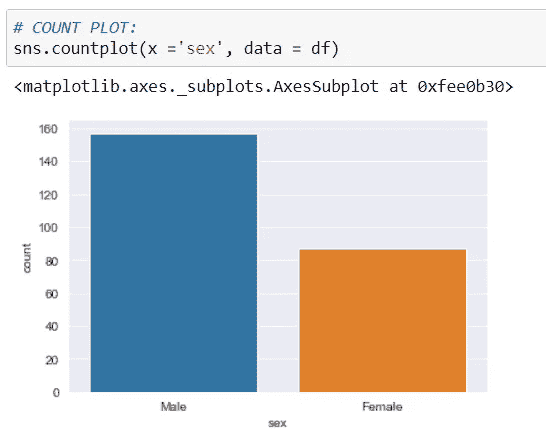 # COUNT PLOT:
sns.countplot(x ='sex', data = df)
<matplotlib.axes._subplots.AxesSubplot at 0xfee0b30>
160
140
120
100
80
60
40
20
0
count
Male Female
sex